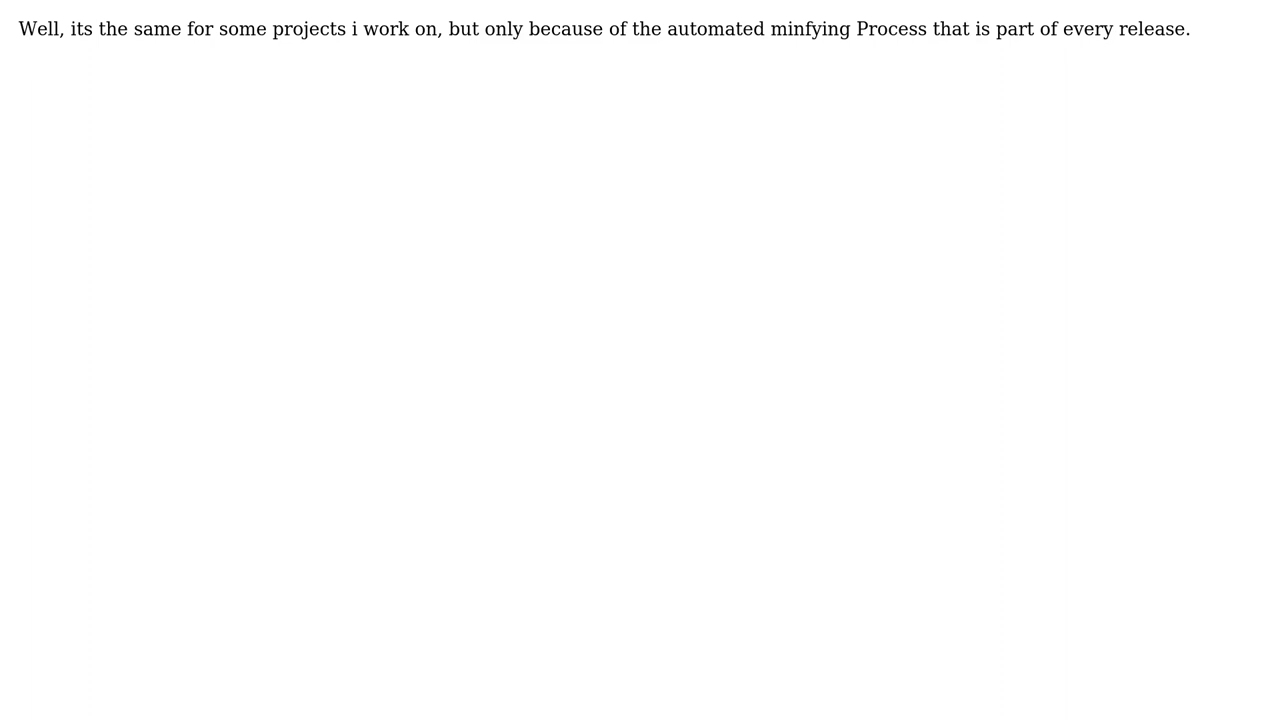 Well, its the same for some projects i work on, but only because of the automated minfying Process that is part of every release.